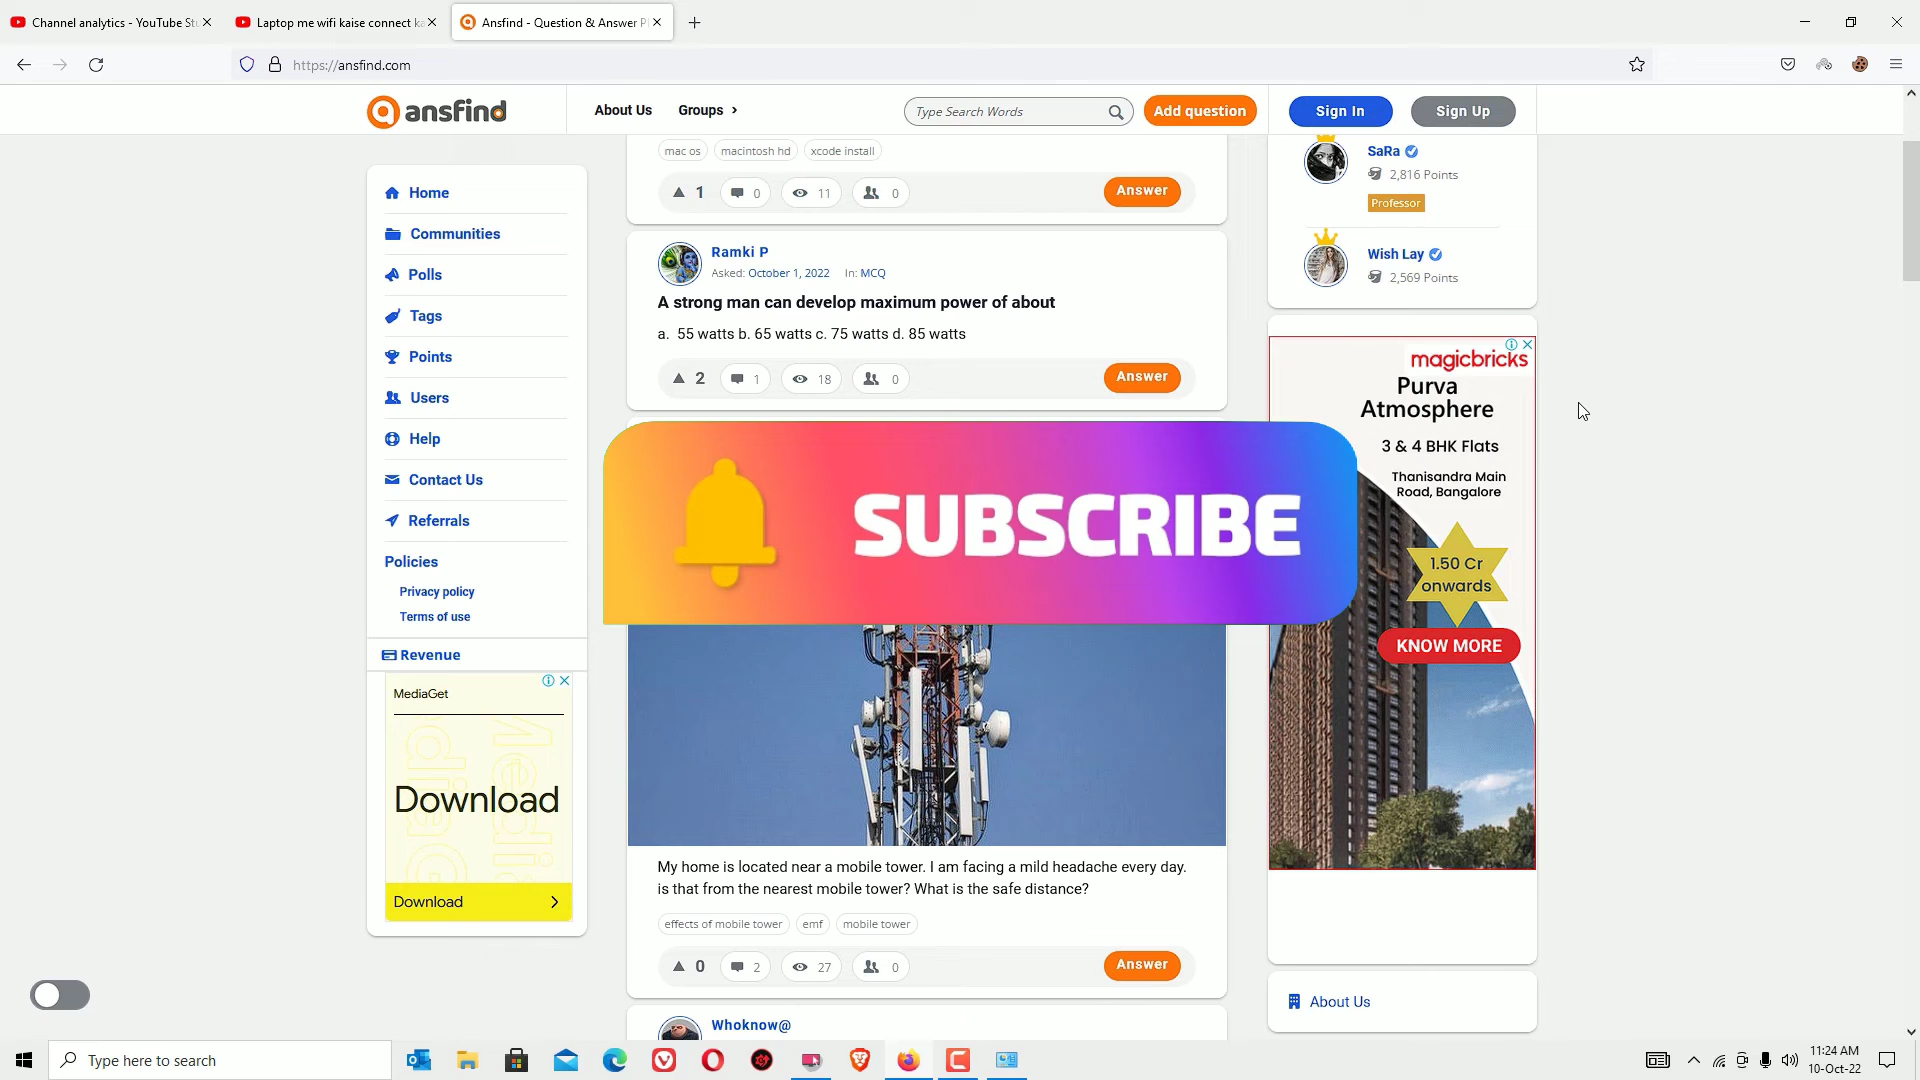 Channel analytics - YouTube St
Laptop me wifi kaise connect ka
Ansfind - Question & Answer P
https://ansfind.com
ansfind
About Us
Groups
Type Search Words
Add question
Sign In
Sign Up
Home
Communities
Polls
Tags
Points
Users
Help
Contact Us
Referrals
Policies
Privacy policy
Terms of use
Revenue
MediaGet
Download
Download
mac os
macintosh hd
xcode install
1
0
11
0
Answer
Ramki P
Asked: October 1, 2022 In: MCQ
A strong man can develop maximum power of about
a. 55 watts b. 65 watts c. 75 watts d. 85 watts
2
1
18
0
Answer
SUBSCRIBE
My home is located near a mobile tower. I am facing a mild headache every day.
is that from the nearest mobile tower? What is the safe distance?
effects of mobile tower
emf
mobile tower
0
2
27
0
Answer
Whoknow@
SaRa
2,816 Points
Professor
Wish Lay
2,569 Points
magicbricks
Purva
Atmosphere
3 & 4 BHK Flats
Thanisandra Main
Road, Bangalore
1.50 Cr
onwards
KNOW MORE
About Us
Type here to search
11:24 AM
10-Oct-22